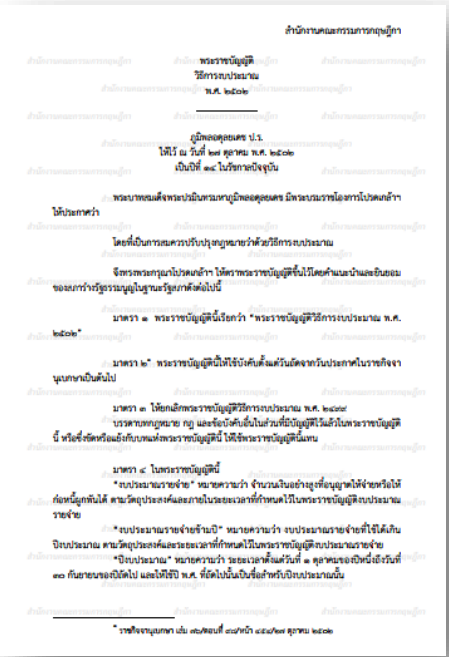 สำนักงานคณะกรรมการกฤษฎีกา
พระราชบัญญัติ
วิธีการงบประมาณ
พ.ศ. ๒๕๐๒
ภูมิพลอดุลยเดช ป.ร.
ให้ไว้ ณ วันที่ ๒๗ ตุลาคม พ.ศ. ๒๕๐๒
เป็นปีที่ ๑๔ ในรัชกาลปัจจุบัน
พระบาทสมเด็จพระปรมินทรมหาภูมิพลอดุลยเดช มีพระบรมราชโองการโปรดเกล้าฯ
ให้ประกาศว่า
โดยที่เป็นการสมควรปรับปรุงกฎหมายว่าด้วยวิธีการงบประมาณ
จึงทรงพระกรุณาโปรดเกล้าฯ ให้ตราพระราชบัญญัติขึ้นไว้โดยคำแนะนำและยินยอม
ของสภาร่างรัฐธรรมนูญในฐานะรัฐสภาดังต่อไปนี้
มาตรา ๑ พระราชบัญญัตินี้เรียกว่า “พระราชบัญญัติวิธีการงบประมาณ พ.ศ.
๒๕๐๒”
มาตรา ๒* พระราชบัญญัตินี้ให้ใช้บังคับตั้งแต่วันถัดจากวันประกาศในราชกิจจา
นุเบกษาเป็นต้นไป
มาตรา ๓ ให้ยกเลิกพระราชบัญญัติวิธีการงบประมาณ พ.ศ. ๒๔๙๙
บรรดาบทกฎหมาย กฎ และข้อบังคับอื่นในส่วนที่มีบัญญัติไว้แล้วในพระราชบัญญัติ
นี้ หรือซึ่งขัดหรือแย้งกับบทแห่งพระราชบัญญัตินี้ ให้ใช้พระราชบัญญัตินี้แทน
มาตรา ๔ ในพระราชบัญญัตินี้
“งบประมาณรายจ่าย” หมายความว่า จำนวนเงินอย่างสูงที่อนุญาตให้จ่ายหรือให้
ก่อหนี้ผูกพันได้ ตามวัตถุประสงค์และภายในระยะเวลาที่กำหนดไว้ในพระราชบัญญัติงบประมาณ
รายจ่าย
“งบประมาณรายจ่ายข้ามปี” หมายความว่า งบประมาณรายจ่ายที่ใช้ได้เกิน
ปีงบประมาณ ตามวัตถุประสงค์และระยะเวลาที่กำหนดไว้ในพระราชบัญญัติงบประมาณรายจ่าย
“ปีงบประมาณ” หมายความว่า ระยะเวลาตั้งแต่วันที่ ๑ ตุลาคมของปีหนึ่งถึงวันที่
๓๐ กันยายนของปีถัดไป และให้ใช้ปี พ.ศ. ที่ถัดไปนั้นเป็นชื่อสำหรับปีงบประมาณนั้น
* ราชกิจจานุเบกษา เล่ม ๗๖/ตอนที่ ๙๘/หน้า ๔๕๔/๒๗ ตุลาคม ๒๕๐๒